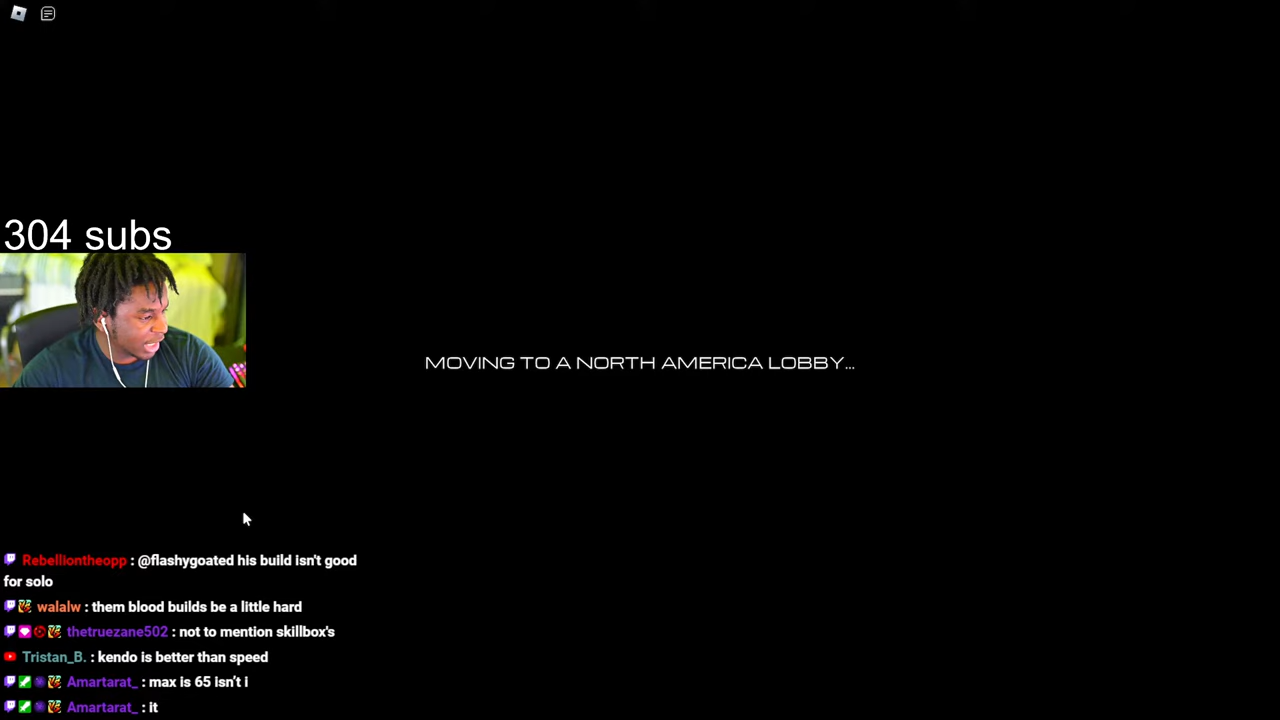 304 subs
MOVING TO A NORTH AMERICA LOBBY...
Rebelliontheopp : @flashygoated his build isn't good
for solo
walalw : them blood builds be a little hard
thetruezane502 : not to mention skillbox's
Tristan_B. : kendo is better than speed
Amartarat_ : max is 65 isn't i
Amartarat_ : it